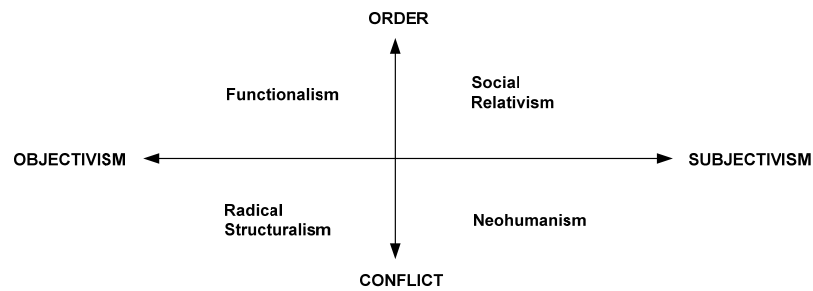 ORDER
Functionalism
Social
Relativism
OBJECTIVISM
SUBJECTIVISM
Radical
Structuralism
Neohumanism
CONFLICT